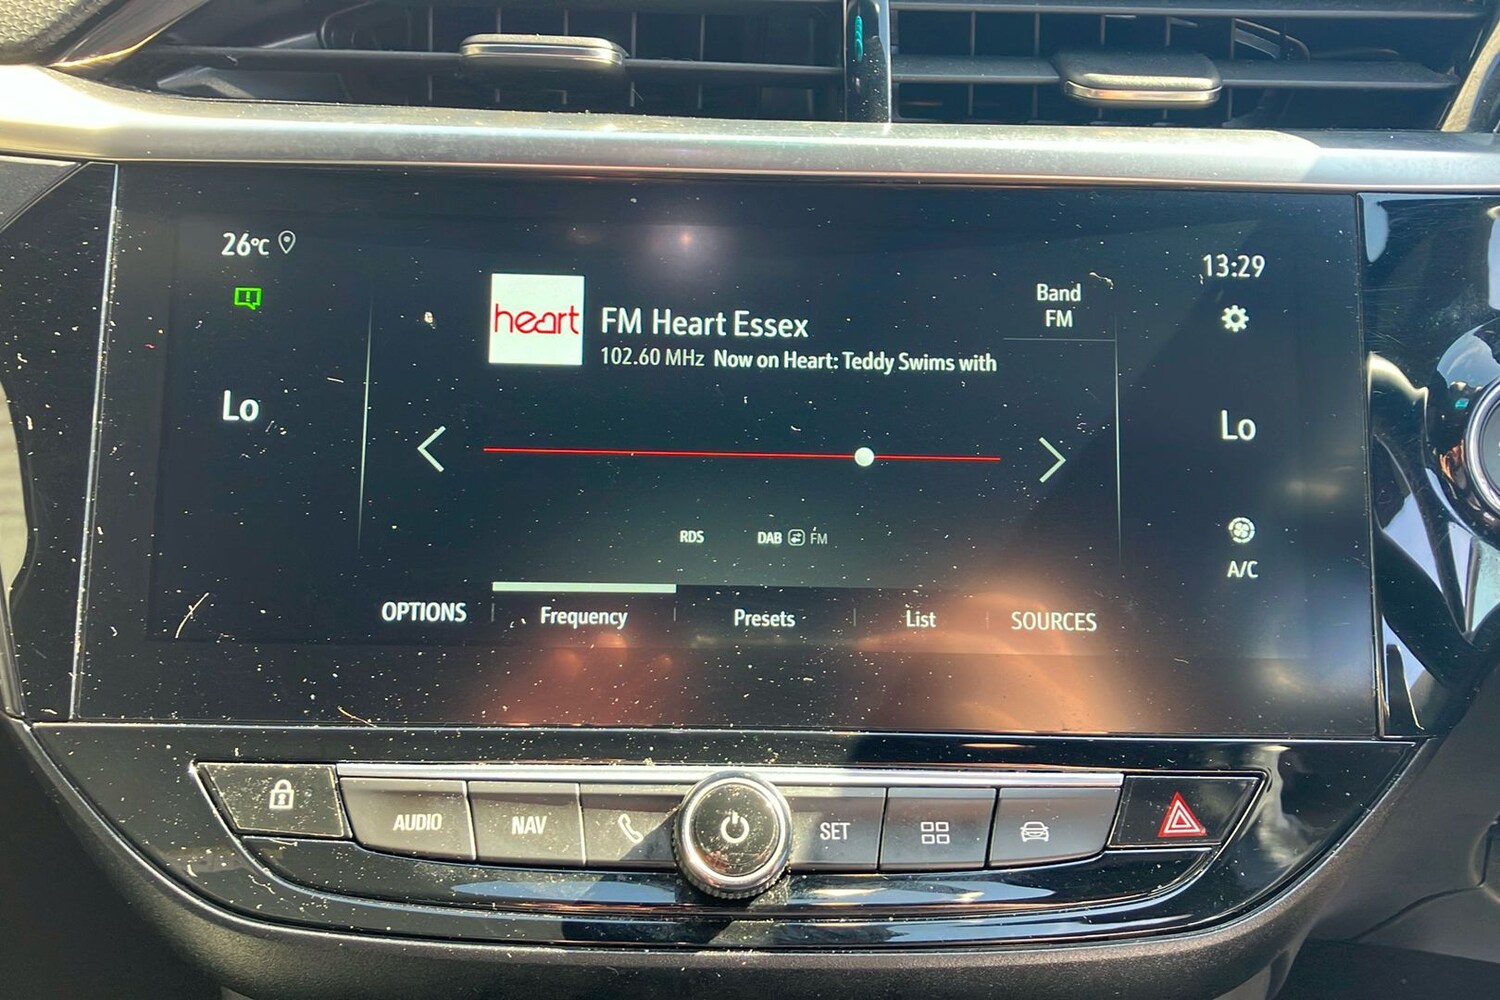 26°C
13:29
heart
FM Heart Essex
Band
FM
102.60 MHz Now on Heart: Teddy Swims with
Lo
Lo
RDS
DAB FM
A/C
OPTIONS
Frequency
Presets
List
SOURCES
AUDIO
NAV
SET